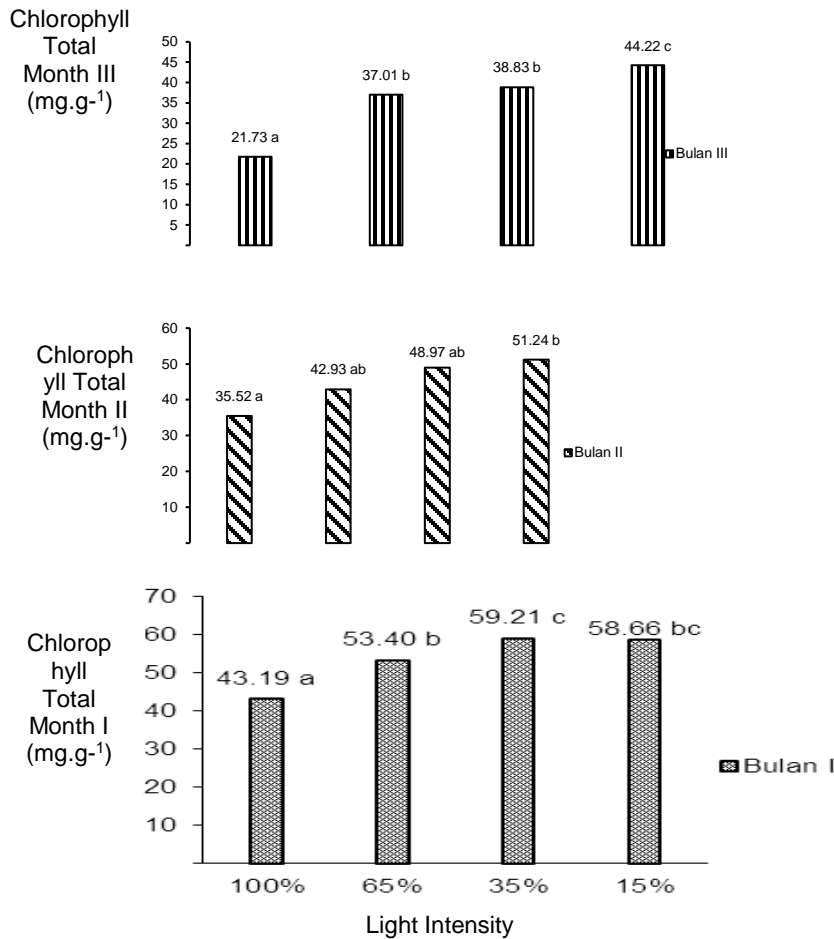 Chlorophyll
Total
Month III
(mg.g-1)
50
45
40
35
30
25
20
15
10
5
21.73 a
37.01 b
38.83 b
44.22 c
Bulan III
Chloroph
yll Total
Month II
(mg.g-1)
60
50
40
30
20
10
35.52 a
42.93 ab
48.97 ab
51.24 b
Bulan II
Chlorop
hyll
Total
Month I
(mg.g-1)
70
60
50
40
30
20
10
43.19 a
53.40 b
59.21 c
58.66 bc
Bulan I
100%
65%
35%
15%
Light Intensity